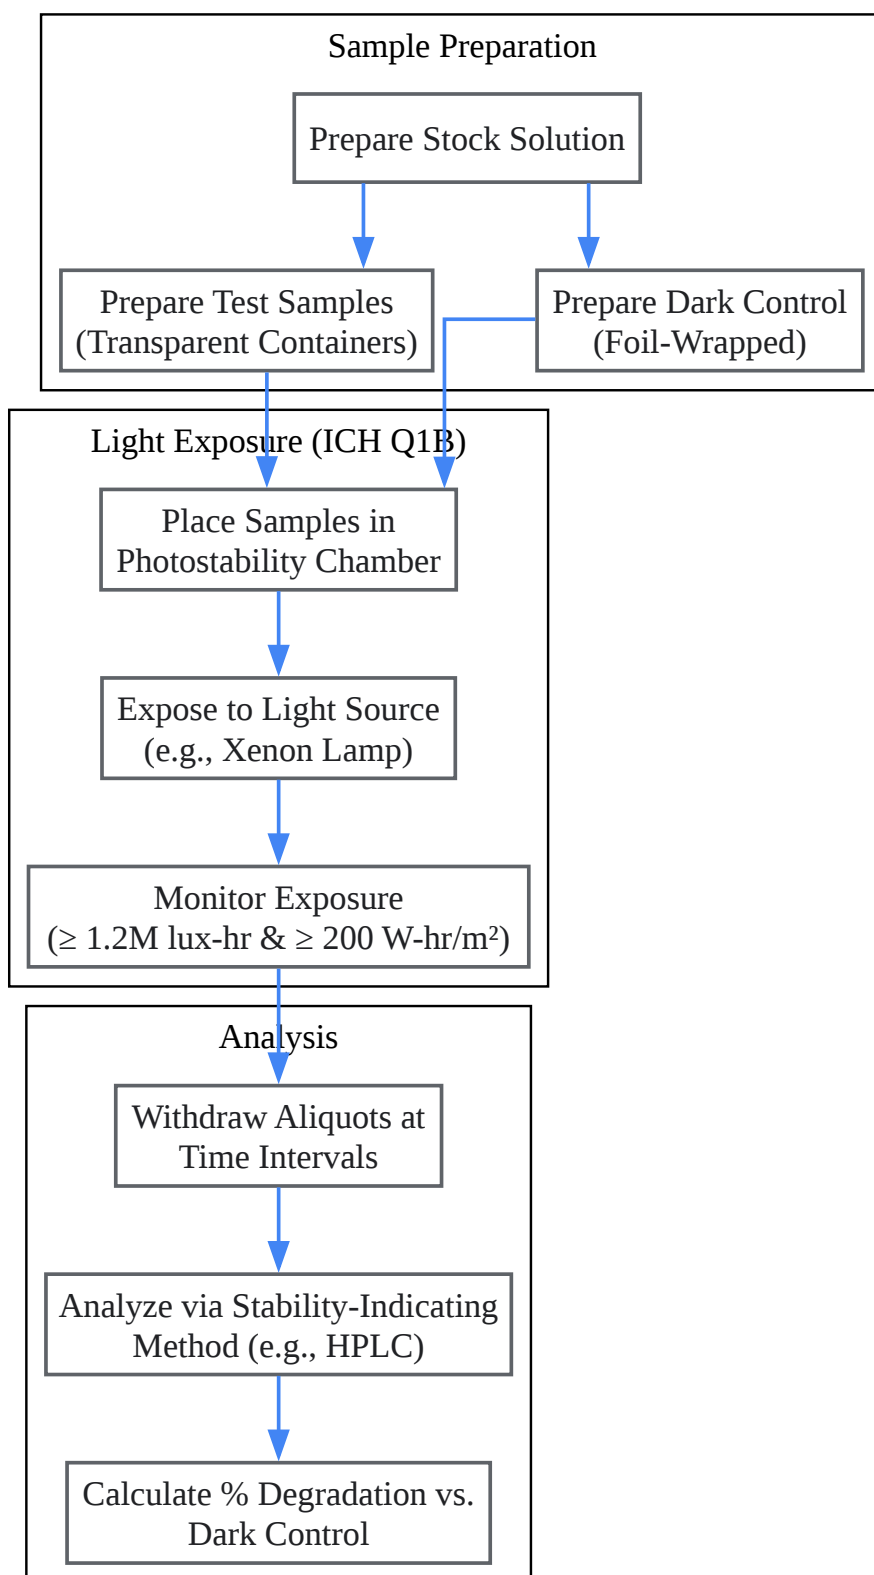 Sample Preparation
Prepare Stock Solution
Prepare Test Samples
(Transparent Containers)
Prepare Dark Control
(Foil-Wrapped)
Light Exposure (ICH Q1B)
Place Samples in
Photostability Chamber
Expose to Light Source
(e.g., Xenon Lamp)
Monitor Exposure
(≥ 1.2M lux-hr & ≥ 200 W-hr/m²)
Analysis
Withdraw Aliquots at
Time Intervals
Analyze via Stability-Indicating
Method (e.g., HPLC)
Calculate % Degradation vs.
Dark Control